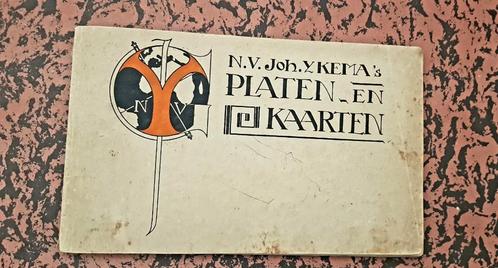 N.V. Joh. YKEMA's
PLATEN-EN
KAARTEN
N V